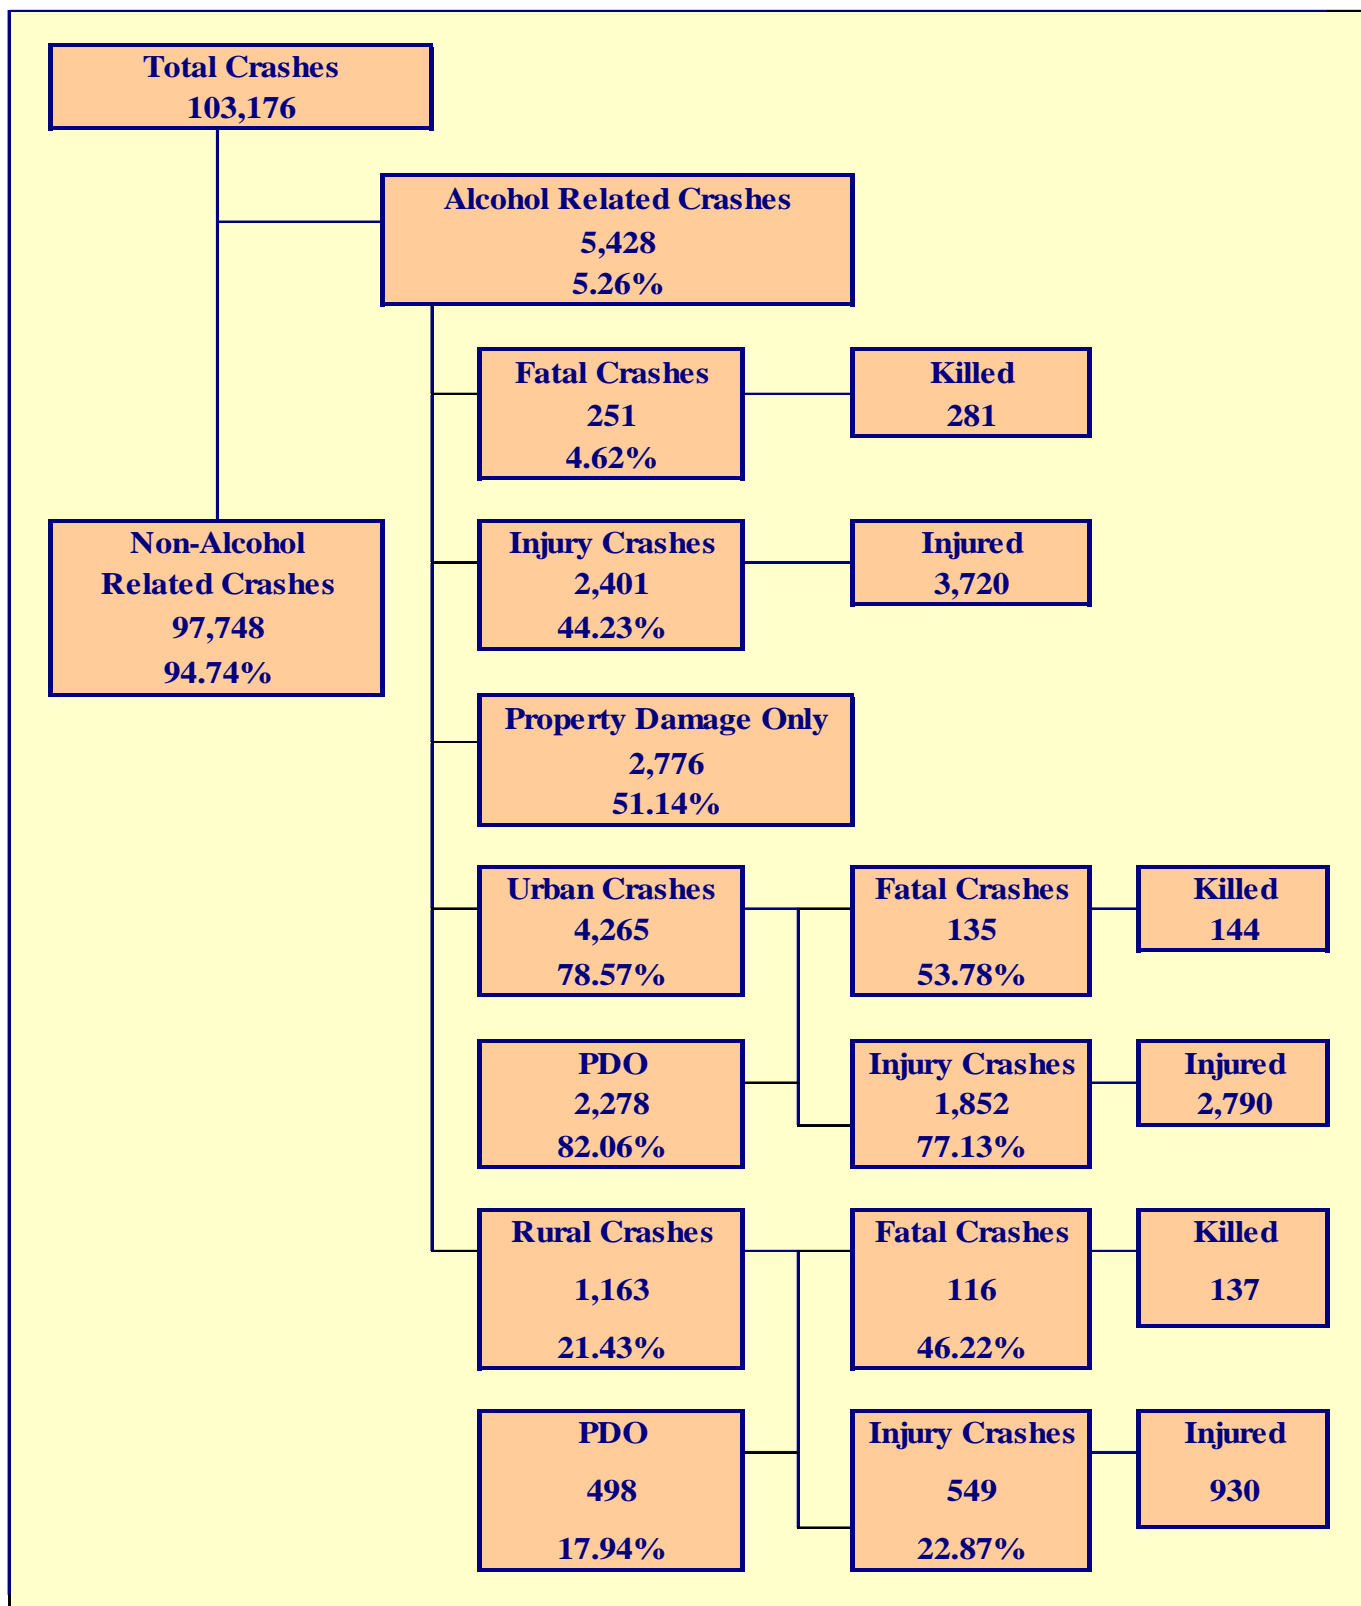 Total Crashes
103,176
Alcohol Related Crashes
5,428
5.26%
Fatal Crashes
251
4.62%
Killed
281
Non-Alcohol
Related Crashes
97,748
94.74%
Injury Crashes
2,401
44.23%
Injured
3,720
Property Damage Only
2,776
51.14%
Urban Crashes
4,265
78.57%
Fatal Crashes
135
53.78%
Killed
144
PDO
2,278
82.06%
Injury Crashes
1,852
77.13%
Injured
2,790
Rural Crashes
1,163
21.43%
Fatal Crashes
116
46.22%
Killed
137
PDO
498
17.94%
Injury Crashes
549
22.87%
Injured
930